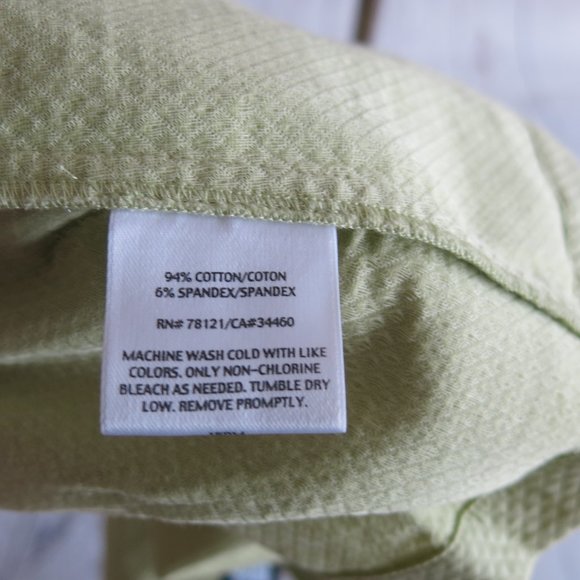 94% COTTON/COTON
6% SPANDEX/SPANDEX
RN# 78121/CA#34460
MACHINE WASH COLD WITH LIKE
COLORS. ONLY NON-CHLORINE
BLEACH AS NEEDED. TUMBLE DRY
LOW. REMOVE PROMPTLY.